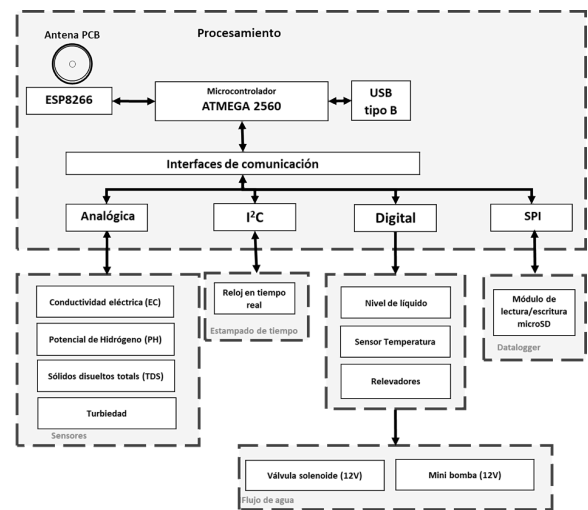 Procesamiento
Antena PCB
ESP8266
Microcontrolador
ATMEGA 2560
USB
tipo B
Interfaces de comunicación
Analógica
I²C
Digital
SPI
Conductividad eléctrica (EC)
Potencial de Hidrógeno (PH)
Sólidos disueltos totals (TDS)
Turbiedad
Sensores
Reloj en tiempo
real
Estampado de tiempo
Nivel de líquido
Sensor Temperatura
Relevadores
Módulo de
lectura/escritura
microSD
Datalogger
Válvula solenoide (12V)
Mini bomba (12V)
Flujo de agua